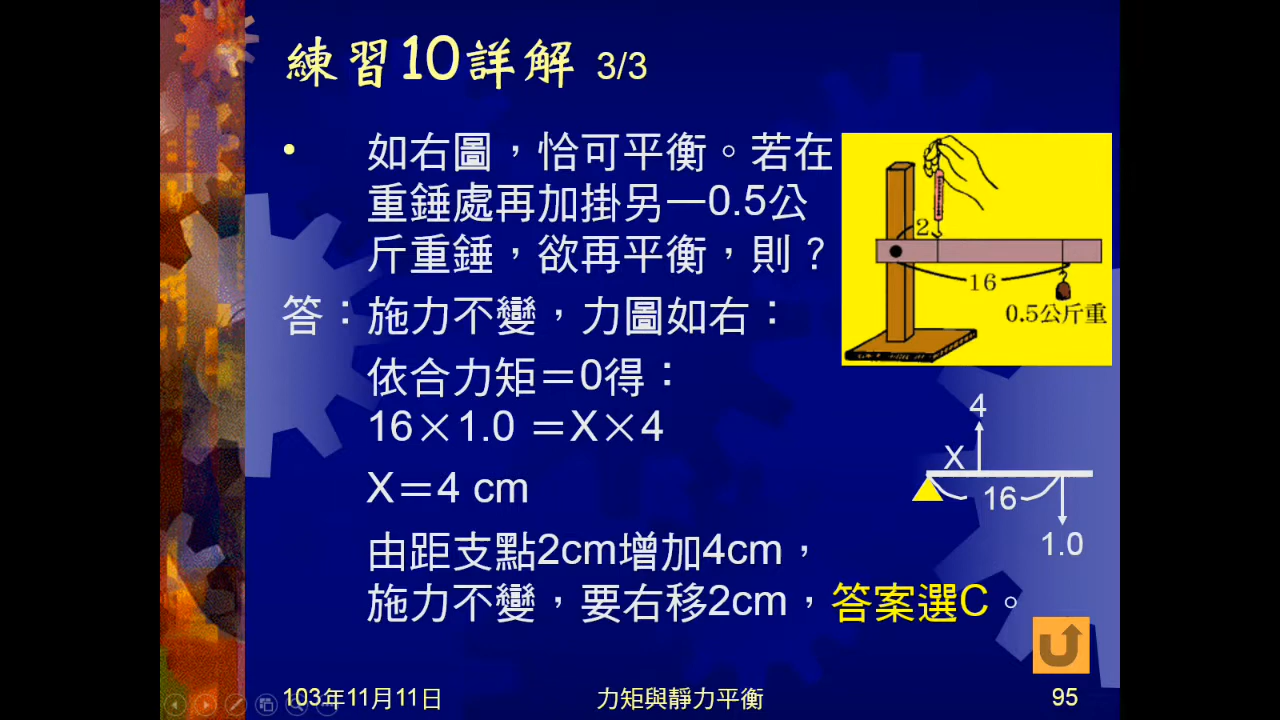 練習10詳解 3/3
• 如右圖，恰可平衡。若在
重錘處再加掛另一0.5公
斤重錘，欲再平衡，則？
答：施力不變，力圖如右：
依合力矩＝0得：
16×1.0 ＝X×4
X＝4 cm
由距支點2cm增加4cm，
施力不變，要右移2cm，答案選C。
2
16
0.5公斤重
4
X
16
1.0
103年11月11日
力矩與靜力平衡
95